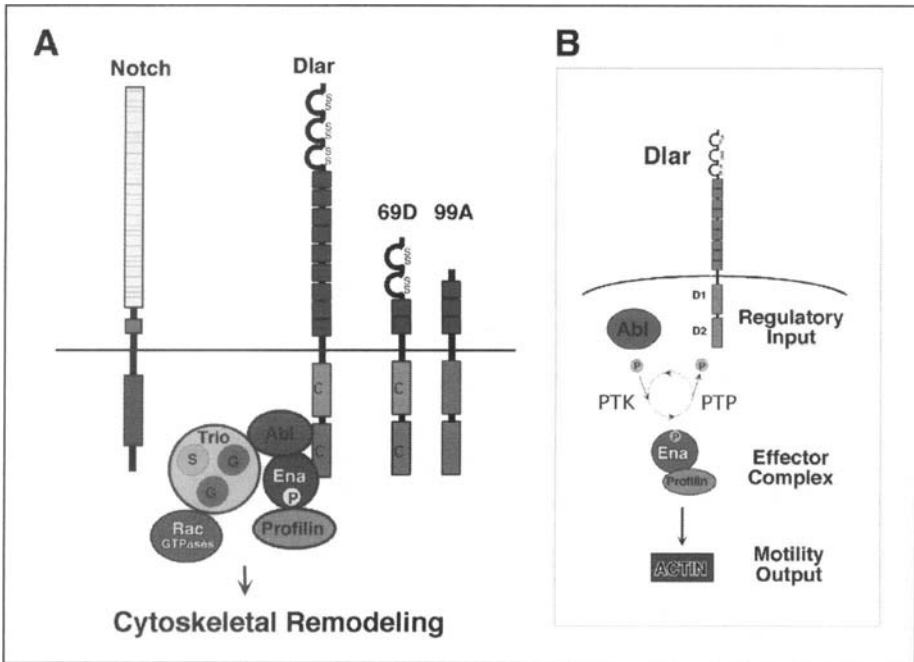 A
Notch
Dlar
S S
S S
S S
69D 99A
S S
S S
C
C
C
C
Trio
S G
G
Abl
Ena
P
Rac
GTPases
Profilin
Cytoskeletal Remodeling
B
Dlar
D1
D2
Abl
Regulatory
Input
P P
PTK PTP
P
Ena
Profilin
Effector
Complex
ACTIN
Motility
Output